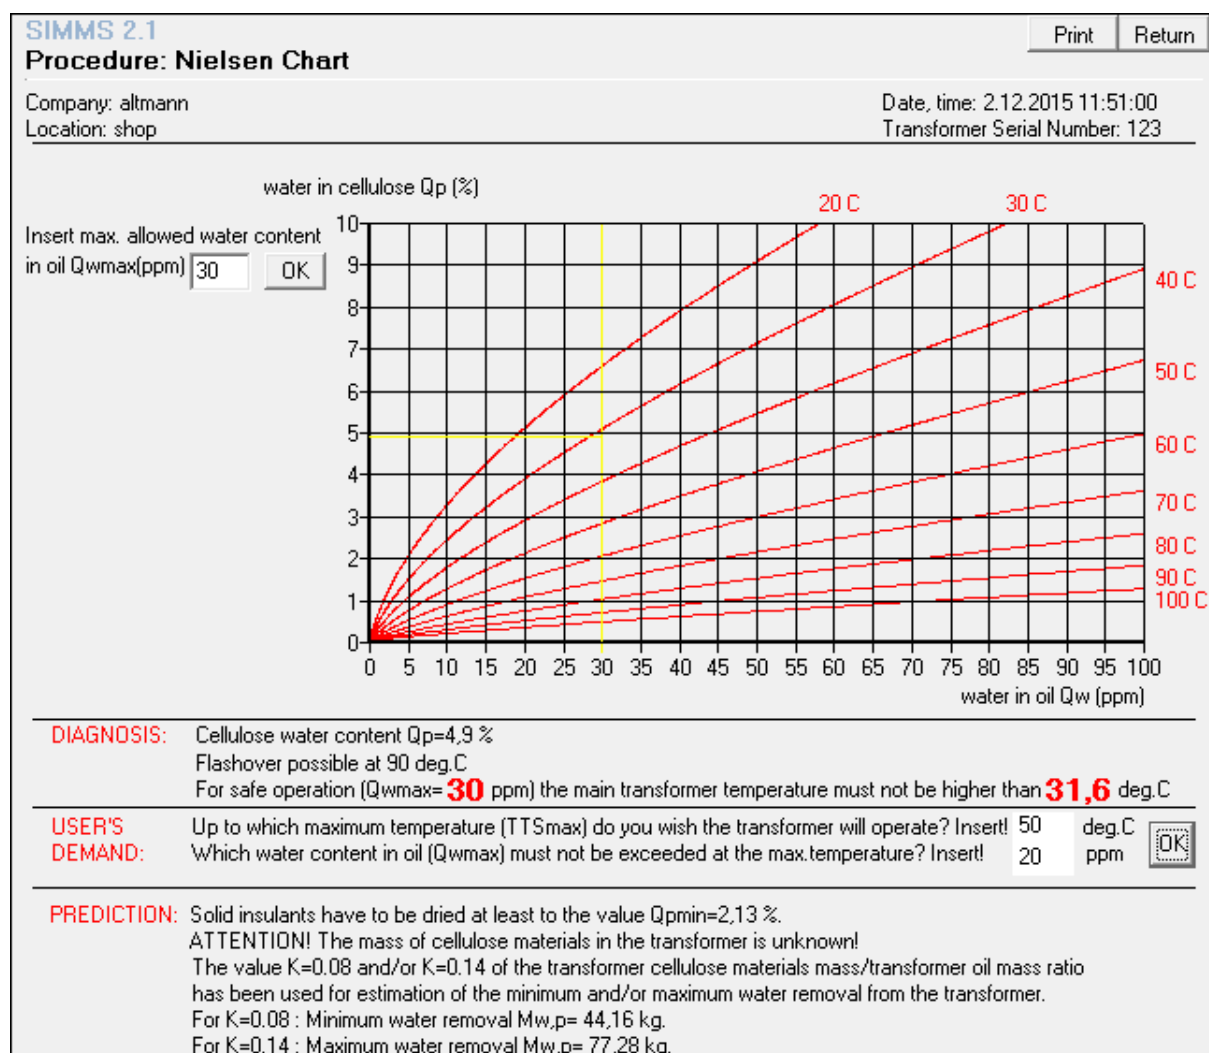 SIMMS 2.1
Print Return
Procedure: Nielsen Chart
Company: altmann
Date, time: 2.12.2015 11:51:00
Location: shop
Transformer Serial Number: 123
water in cellulose Qp (%)
20 C 30 C
Insert max. allowed water content
in oil Qwmax(ppm) 30 OK
10
9
8
7
6
5
4
3
2
1
0
40 C
50 C
60 C
70 C
80 C
90 C
100 C
0 5 10 15 20 25 30 35 40 45 50 55 60 65 70 75 80 85 90 95 100
water in oil Qw (ppm)
DIAGNOSIS: Cellulose water content Qp=4,9 %
Flashover possible at 90 deg.C
For safe operation (Qwmax= 30 ppm) the main transformer temperature must not be higher than 31,6 deg.C
USER'S Up to which maximum temperature (TTSmax) do you wish the transformer will operate? Insert! 50 deg.C
DEMAND: Which water content in oil (Qwmax) must not be exceeded at the max.temperature? Insert! 20 ppm OK
PREDICTION: Solid insulants have to be dried at least to the value Qpmin=2,13 %.
ATTENTION! The mass of cellulose materials in the transformer is unknown!
The value K=0.08 and/or K=0.14 of the transformer cellulose materials mass/transformer oil mass ratio
has been used for estimation of the minimum and/or maximum water removal from the transformer.
For K=0.08 : Minimum water removal Mw,p= 44,16 kg.
For K=0.14 : Maximum water removal Mw,p= 77,28 kg.